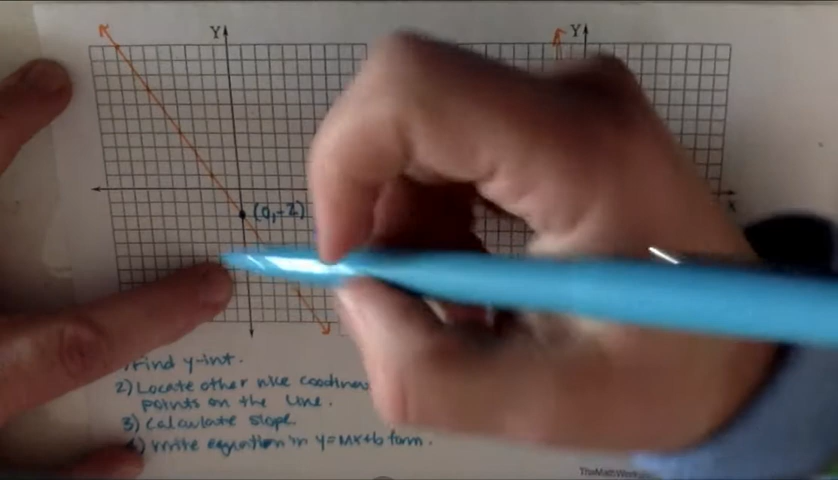 Y
Y
X
(0,-2)
Find y-int.
2) Locate other nice
points on the line.
3) Calculate slope.
4) Write equation in y=mx+b form.